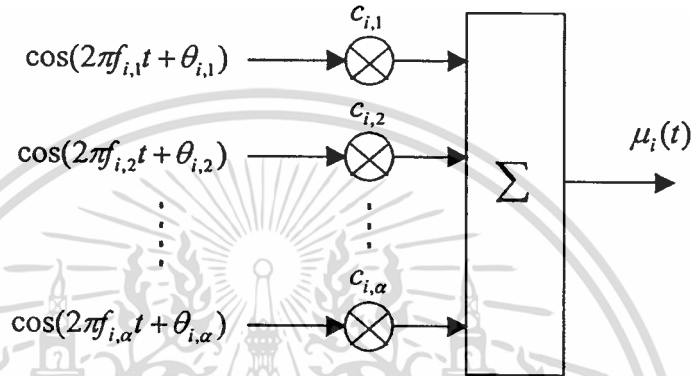 c_{i,1}
cos(2πf_{i,1}t + θ_{i,1})
c_{i,2}
cos(2πf_{i,2}t + θ_{i,2})
Σ
μ_i(t)
c_{i,α}
cos(2πf_{i,α}t + θ_{i,α})